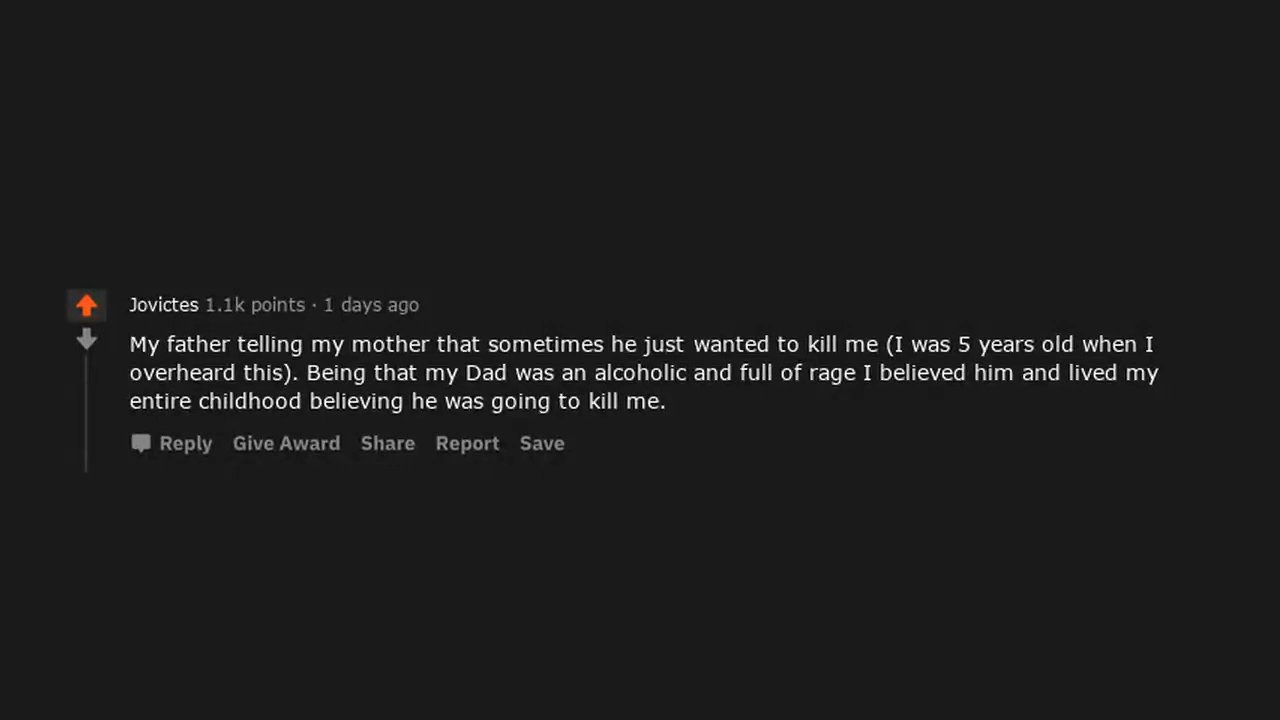 Jovictes 1.1k points · 1 days ago
My father telling my mother that sometimes he just wanted to kill me (I was 5 years old when I
overheard this). Being that my Dad was an alcoholic and full of rage I believed him and lived my
entire childhood believing he was going to kill me.
Reply Give Award Share Report Save